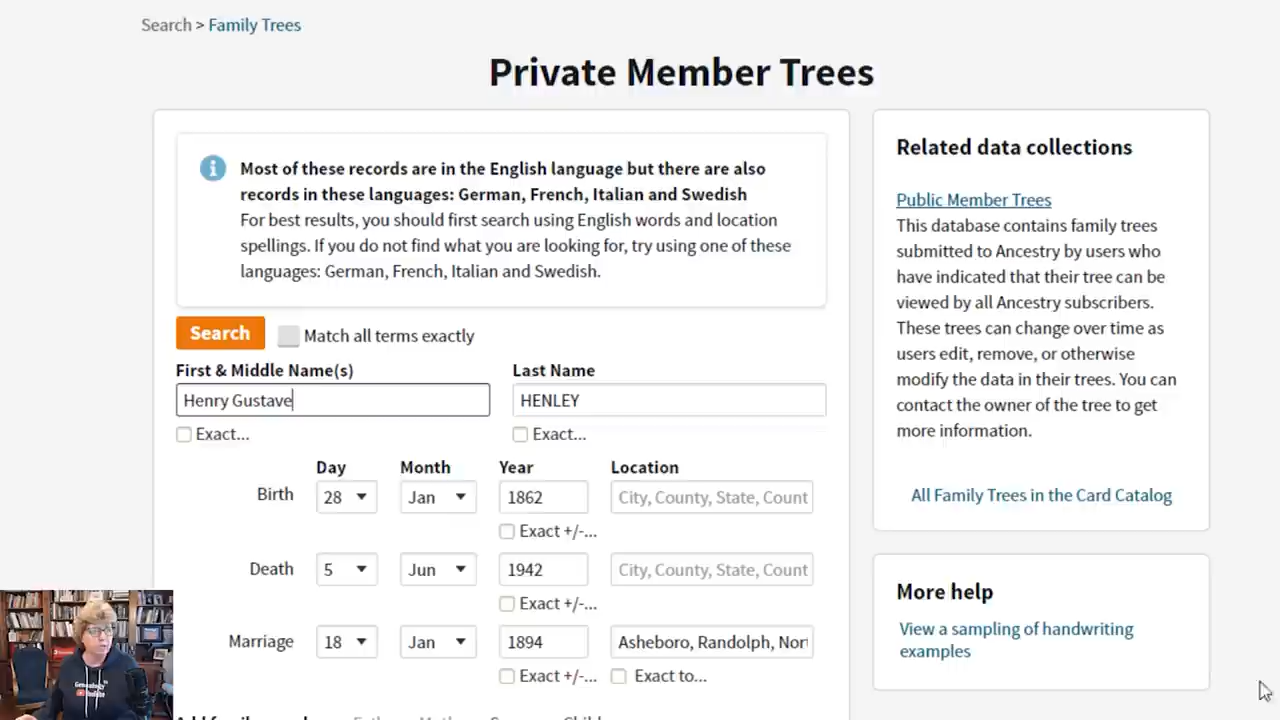 Search > Family Trees
Private Member Trees
Most of these records are in the English language but there are also
records in these languages: German, French, Italian and Swedish
For best results, you should first search using English words and location
spellings. If you do not find what you are looking for, try using one of these
languages: German, French, Italian and Swedish.
Search
Match all terms exactly
First & Middle Name(s)
Last Name
Henry Gustave
HENLEY
Exact...
Exact...
Day
Month
Year
Location
Birth
28
Jan
1862
City, County, State, Count
Exact +/-...
Death
5
Jun
1942
City, County, State, Count
Exact +/-...
Marriage
18
Jan
1894
Asheboro, Randolph, Nor
Exact +/-...
Exact to...
Related data collections
Public Member Trees
This database contains family trees
submitted to Ancestry by users who
have indicated that their tree can be
viewed by all Ancestry subscribers.
These trees can change over time as
users edit, remove, or otherwise
modify the data in their trees. You can
contact the owner of the tree to get
more information.
All Family Trees in the Card Catalog
More help
View a sampling of handwriting
examples
Genealogy
YouTube